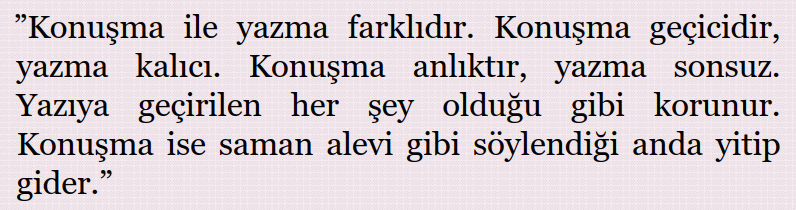 ”Konuşma ile yazma farklıdır. Konuşma geçicidir,
yazma kalıcı. Konuşma anlıktır, yazma sonsuz.
Yazıya geçirilen her şey olduğu gibi korunur.
Konuşma ise saman alevi gibi söylendiği anda yitip
gider.”